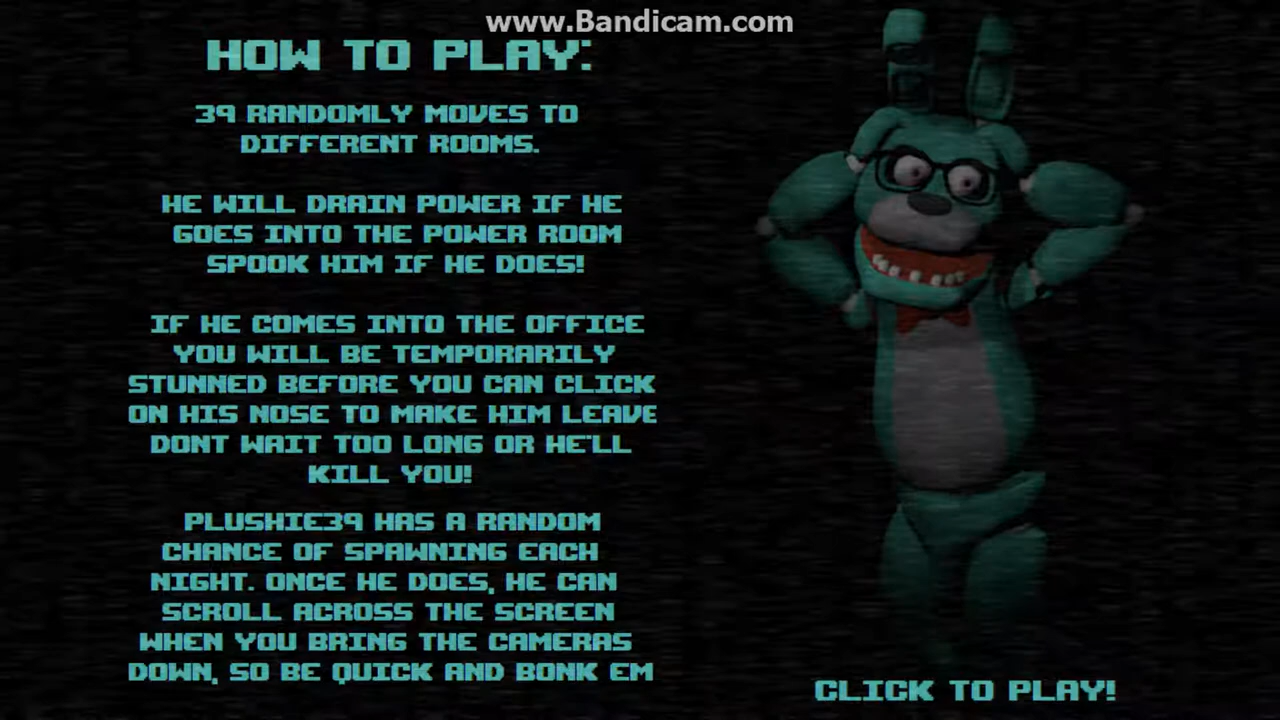 www.Bandicam.com
HOW TO PLAY:
39 RANDOMLY MOVES TO
DIFFERENT ROOMS.
HE WILL DRAIN POWER IF HE
GOES INTO THE POWER ROOM
SPOOK HIM IF HE DOES!
IF HE COMES INTO THE OFFICE
YOU WILL BE TEMPORARILY
STUNNED BEFORE YOU CAN CLICK
ON HIS NOSE TO MAKE HIM LEAVE
DONT WAIT TOO LONG OR HE'LL
KILL YOU!
PLUSHIE39 HAS A RANDOM
CHANCE OF SPAWNING EACH
NIGHT. ONCE HE DOES, HE CAN
SCROLL ACROSS THE SCREEN
WHEN YOU BRING THE CAMERAS
DOWN, SO BE QUICK AND BONK EM
CLICK TO PLAY!